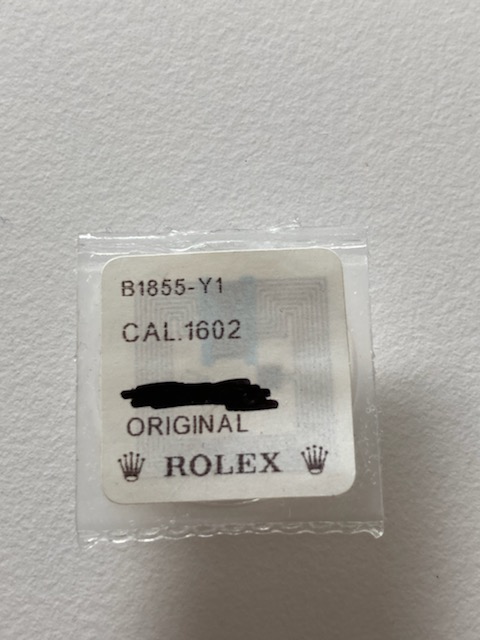 B1855-Y1
CAL.1602
ORIGINAL
ROLEX